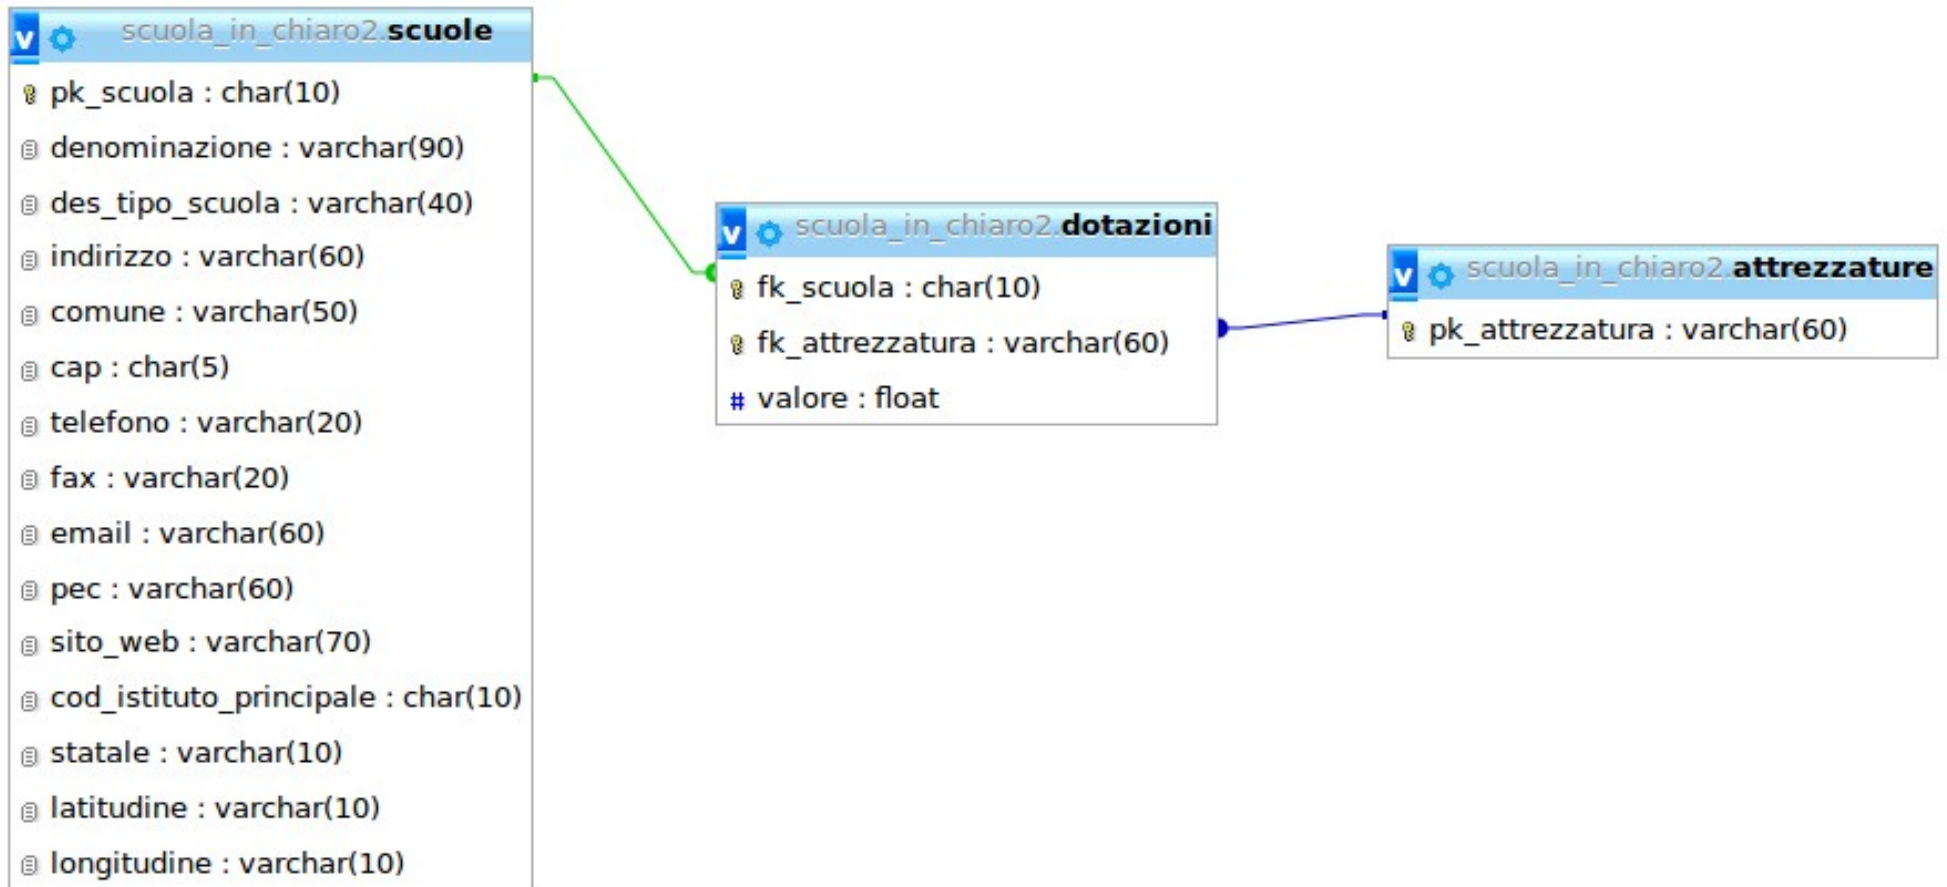 v scuola_in_chiaro2.scuole
pk_scuola : char(10)
denominazione : varchar(90)
des_tipo_scuola : varchar(40)
indirizzo : varchar(60)
comune : varchar(50)
cap : char(5)
telefono : varchar(20)
fax : varchar(20)
email : varchar(60)
pec : varchar(60)
sito_web : varchar(70)
cod_istituto_principale : char(10)
statale : varchar(10)
latitudine : varchar(10)
longitudine : varchar(10)
v scuola_in_chiaro2.dotazioni
fk_scuola : char(10)
fk_attrezzatura : varchar(60)
# valore : float
v scuola_in_chiaro2.attrezzature
pk_attrezzatura : varchar(60)